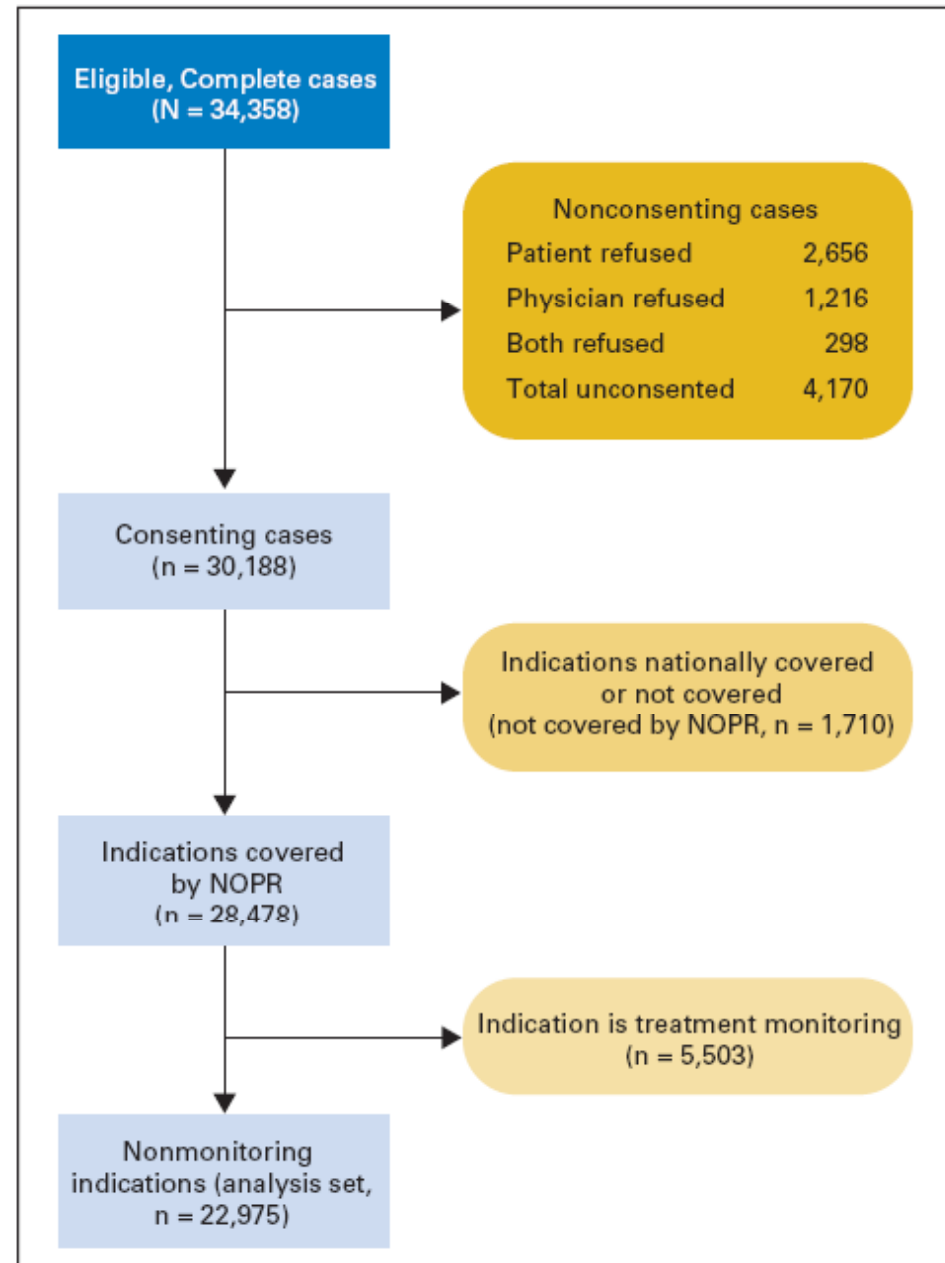 Eligible, Complete cases
(N = 34,358)
Nonconsenting cases
Patient refused 2,656
Physician refused 1,216
Both refused 298
Total unconsented 4,170
Consenting cases
(n = 30,188)
Indications nationally covered
or not covered
(not covered by NOPR, n = 1,710)
Indications covered
by NOPR
(n = 28,478)
Indication is treatment monitoring
(n = 5,503)
Nonmonitoring
indications (analysis set,
n = 22,975)